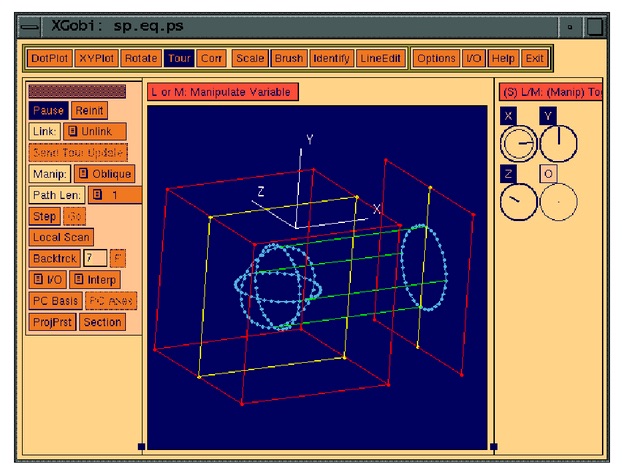 XGobi: sp.eq.ps
DotPlot XYPlot Rotate Tour Corr Scale Brush Identify LineEdit Options I/O Help Exit
L or M: Manipulate Variable
(S) L/M: (Manip) To
Pause Reinit
Link: Unlink
Send Tour Update
Manip: Oblique
Path Len: 1
Step Go
Local Scan
Backtrck 7 F
I/O Interp
PC Basis PC Axes
ProjPrst Section
Y
Z
X
X Y
Z O